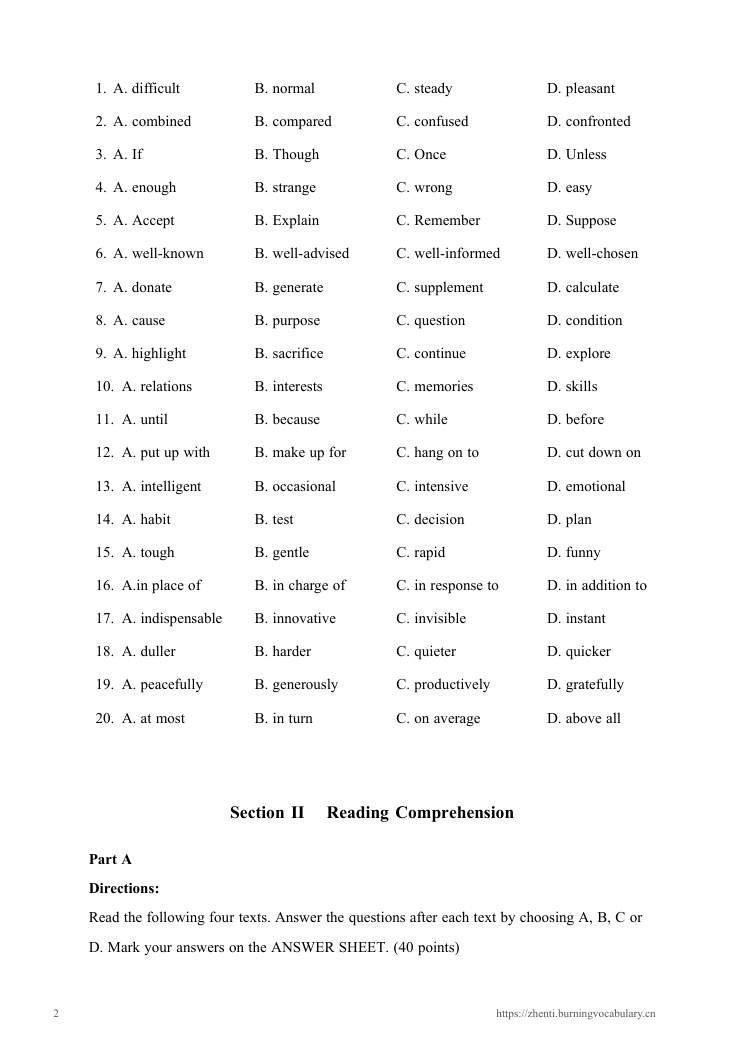 1. A. difficult B. normal C. steady D. pleasant
2. A. combined B. compared C. confused D. confronted
3. A. If B. Though C. Once D. Unless
4. A. enough B. strange C. wrong D. easy
5. A. Accept B. Explain C. Remember D. Suppose
6. A. well-known B. well-advised C. well-informed D. well-chosen
7. A. donate B. generate C. supplement D. calculate
8. A. cause B. purpose C. question D. condition
9. A. highlight B. sacrifice C. continue D. explore
10. A. relations B. interests C. memories D. skills
11. A. until B. because C. while D. before
12. A. put up with B. make up for C. hang on to D. cut down on
13. A. intelligent B. occasional C. intensive D. emotional
14. A. habit B. test C. decision D. plan
15. A. tough B. gentle C. rapid D. funny
16. A.in place of B. in charge of C. in response to D. in addition to
17. A. indispensable B. innovative C. invisible D. instant
18. A. duller B. harder C. quieter D. quicker
19. A. peacefully B. generously C. productively D. gratefully
20. A. at most B. in turn C. on average D. above all
Section II Reading Comprehension
Part A
Directions:
Read the following four texts. Answer the questions after each text by choosing A, B, C or
D. Mark your answers on the ANSWER SHEET. (40 points)
2 https://zhenti.burningvocabulary.cn